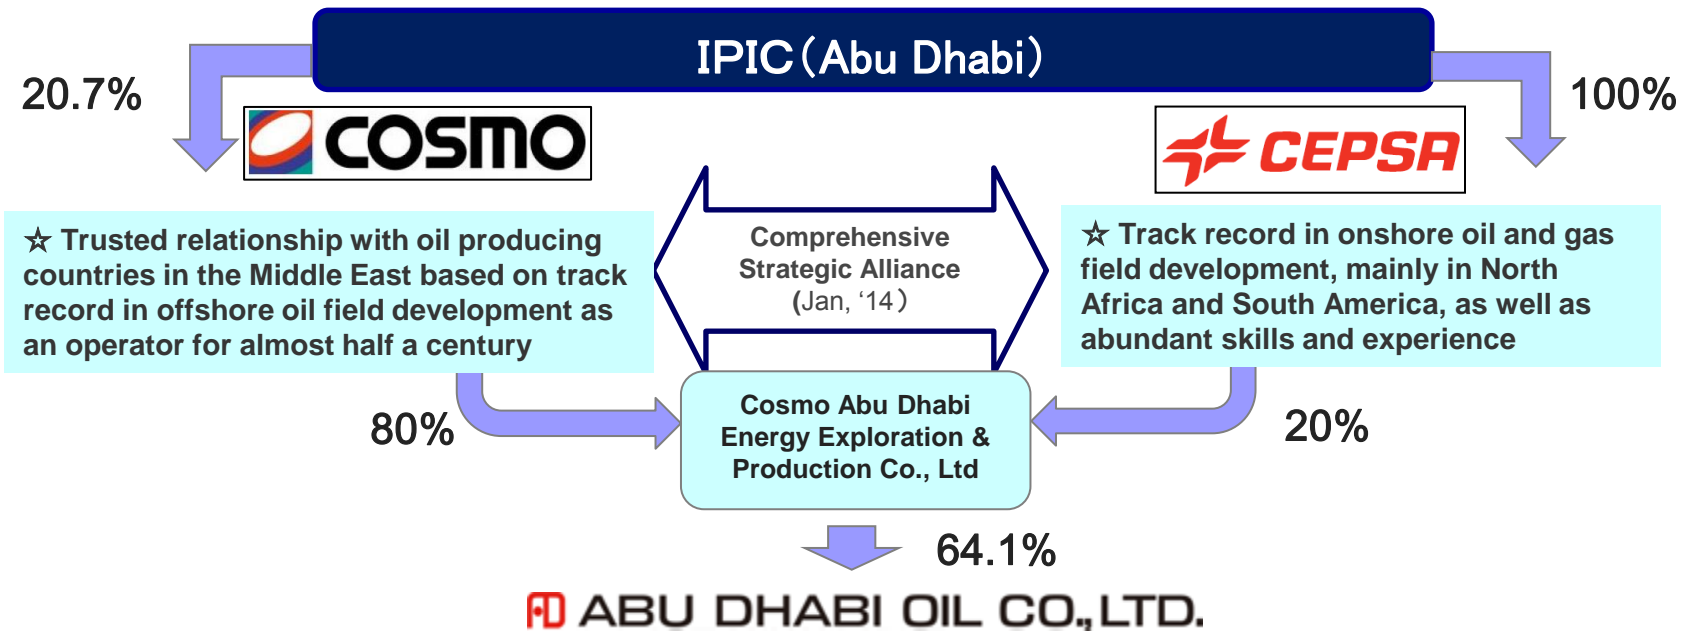 IPIC（Abu Dhabi）
20.7%
100%
COSMO
CEPSA
☆ Trusted relationship with oil producing
countries in the Middle East based on track
record in offshore oil field development as
an operator for almost half a century
Comprehensive
Strategic Alliance
(Jan, ‘14）
☆ Track record in onshore oil and gas
field development, mainly in North
Africa and South America, as well as
abundant skills and experience
80%
Cosmo Abu Dhabi
Energy Exploration &
Production Co., Ltd
20%
64.1%
ABU DHABI OIL CO., LTD.